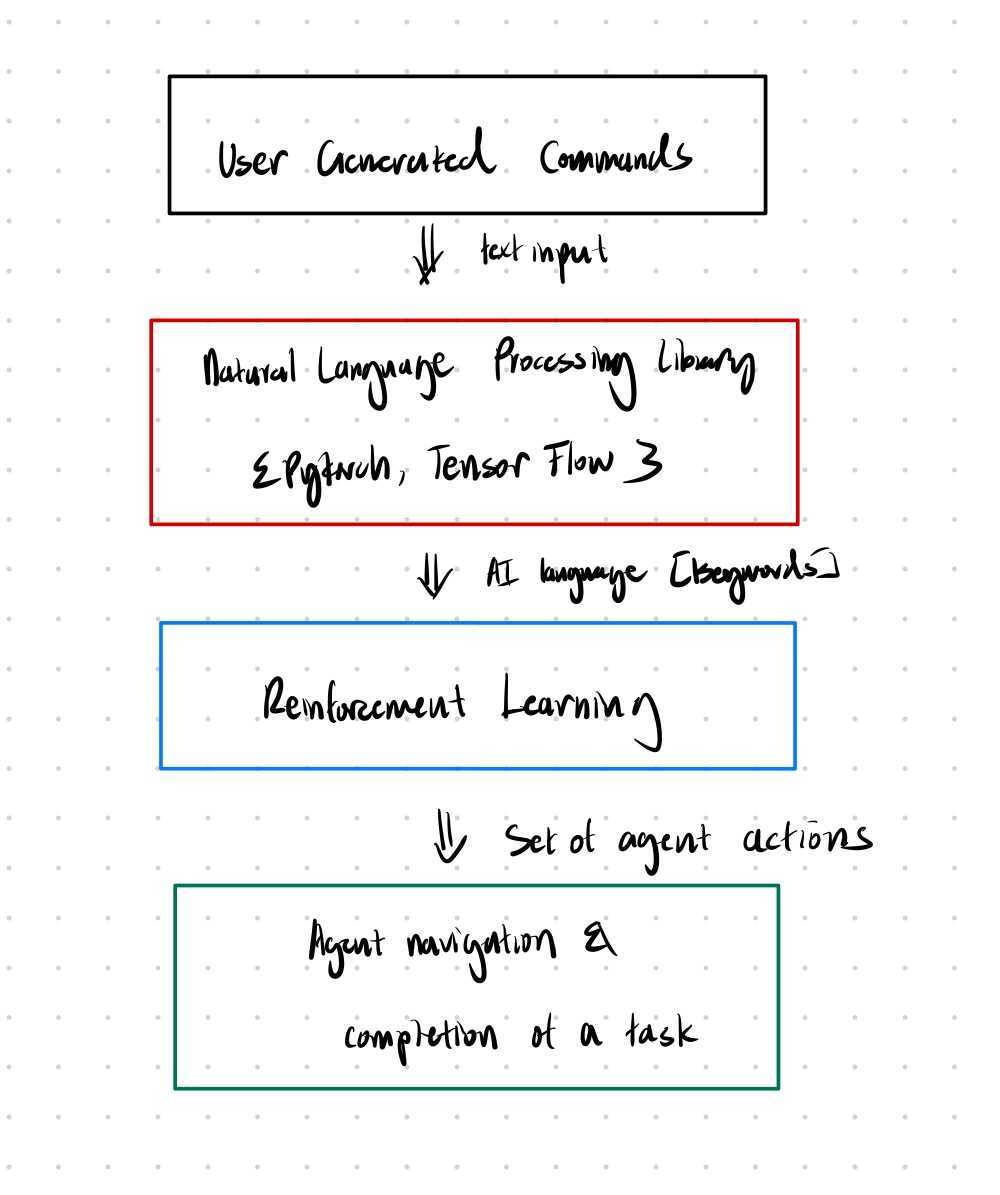 User Generated Commands
text input
Natural Language Processing Library
{Pytorch, Tensor Flow }
AI language [Keywords]
Reinforcement Learning
Set of agent actions
Agent navigation &
completion of a task